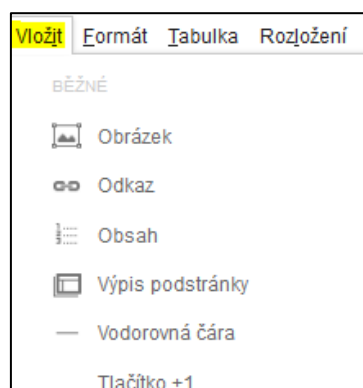 Vložit Formát Tabulka Rozložení
BĚŽNÉ
Obrázek
Odkaz
Obsah
Výpis podstránky
Vodorovná čára
Tlačítko +1